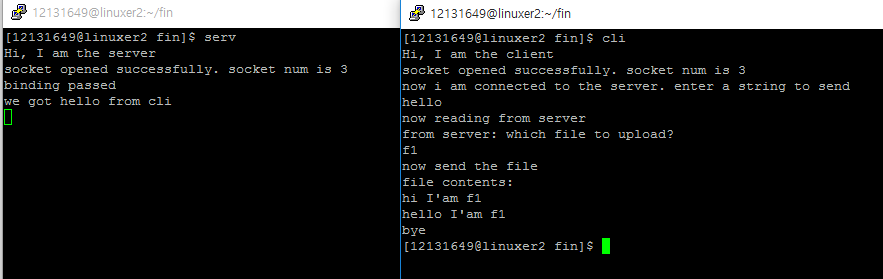 12131649@linuxer2:~/fin
[12131649@linuxer2 fin]$ serv
Hi, I am the server
socket opened successfully. socket num is 3
binding passed
we got hello from cli
12131649@linuxer2:~/fin
[12131649@linuxer2 fin]$ cli
Hi, I am the client
socket opened successfully. socket num is 3
now i am connected to the server. enter a string to send
hello
now reading from server
from server: which file to upload?
f1
now send the file
file contents:
hi I'am f1
hello I'am f1
bye
[12131649@linuxer2 fin]$